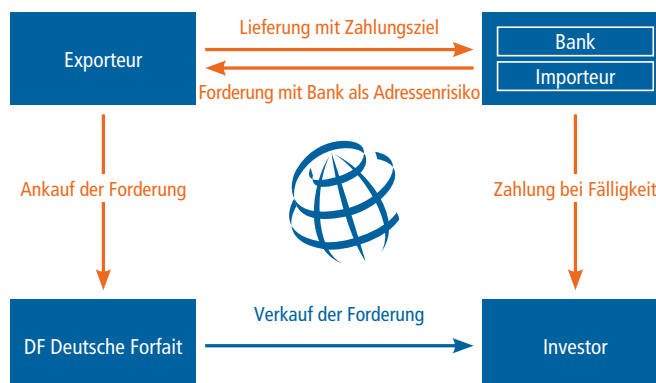 Lieferung mit Zahlungsziel
Exporteur
Bank
Importeur
Forderung mit Bank als Adressenrisiko
Ankauf der Forderung
Zahlung bei Fälligkeit
Verkauf der Forderung
DF Deutsche Forfait
Investor